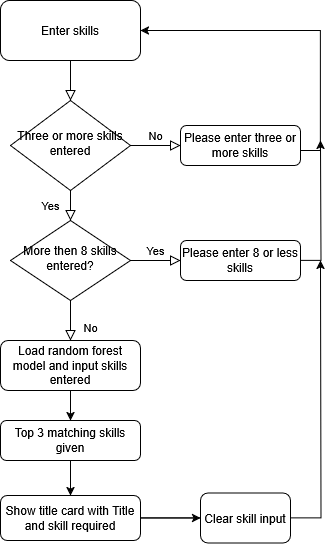 Enter skills
Three or more skills
entered
No
Please enter three or
more skills
Yes
More then 8 skills
entered?
Yes
Please enter 8 or less
skills
No
Load random forest
model and input skills
entered
Top 3 matching skills
given
Show title card with Title
and skill required
Clear skill input